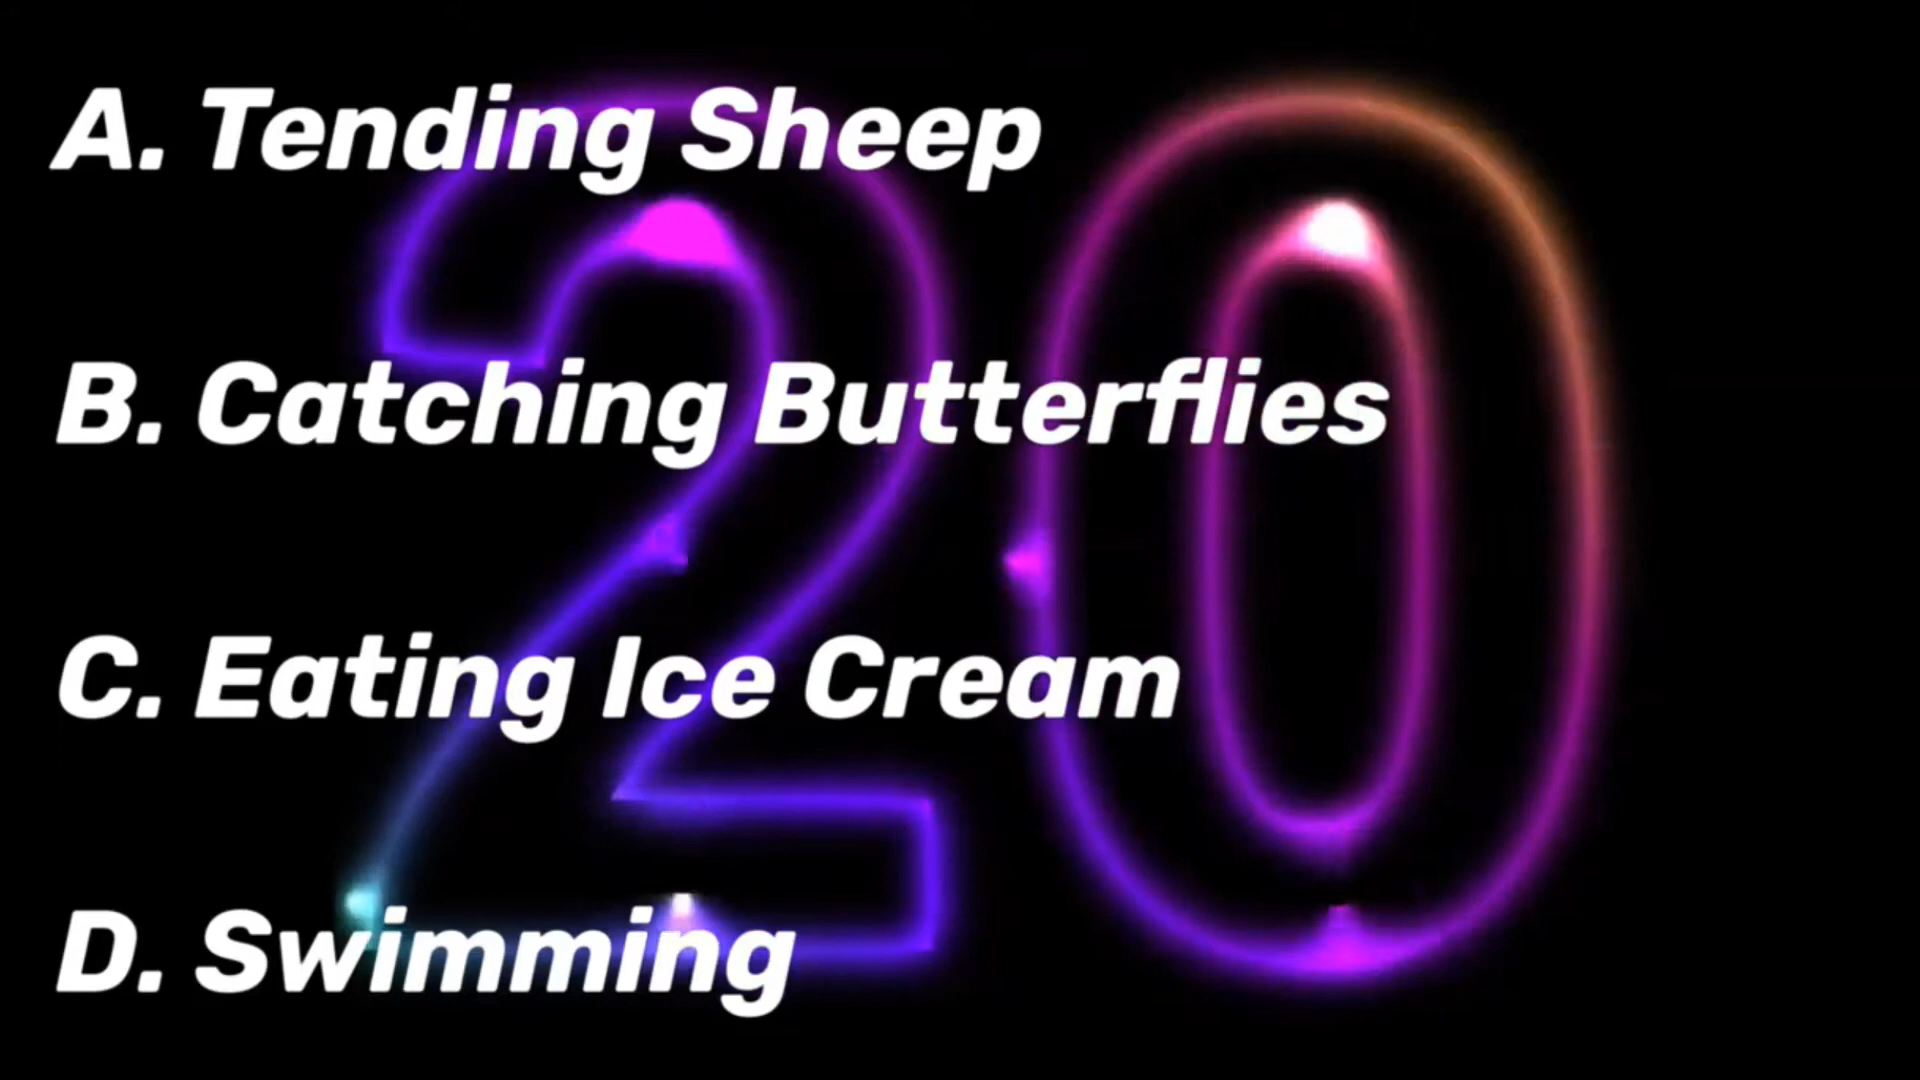 A. Tending Sheep
B. Catching Butterflies
C. Eating Ice Cream
D. Swimming
20